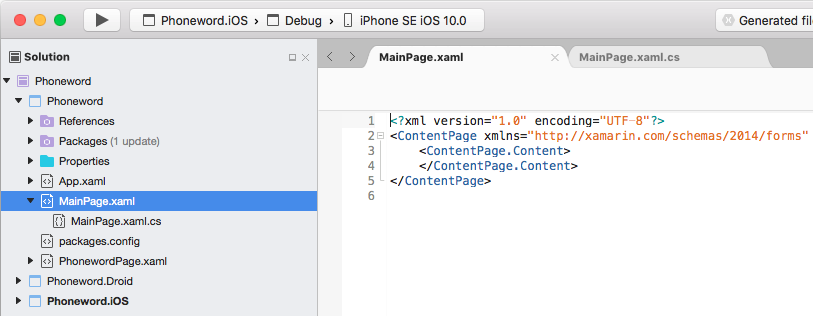 Phoneword.iOS > Debug > iPhone SE iOS 10.0
Generated file
Solution
Phoneword
Phoneword
References
Packages (1 update)
Properties
App.xaml
MainPage.xaml
MainPage.xaml.cs
packages.config
PhonewordPage.xaml
Phoneword.Droid
Phoneword.iOS
MainPage.xaml
MainPage.xaml.cs
1 <?xml version="1.0" encoding="UTF-8"?>
2 <ContentPage xmlns="http://xamarin.com/schemas/2014/forms"
3 <ContentPage.Content>
4 </ContentPage.Content>
5 </ContentPage>
6